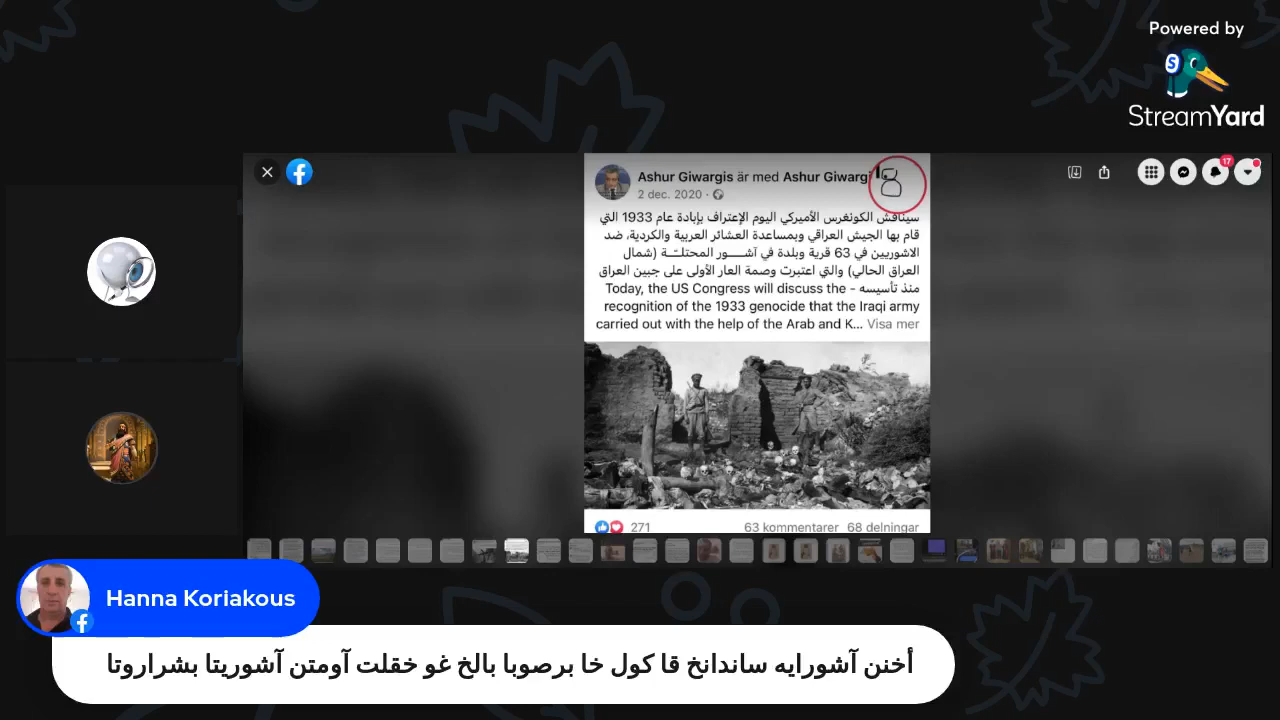 Powered by
StreamYard
17
Ashur Giwargis är med Ashur Giwargi
2 dec. 2020
سيناقش الكونغرس الأميركي اليوم الإعتراف بإبادة عام 1933 التي
قام بها الجيش العراقي وبمساعدة العشائر العربية والكردية، ضد
الاشوريين في 63 قرية وبلدة في آشـــــور المحتلـّـة (شمال
العراق الحالي) والتي اعتبرت وصمة العار الأولى على جبين العراق
منذ تأسيسه - Today, the US Congress will discuss the
recognition of the 1933 genocide that the Iraqi army
carried out with the help of the Arab and K... Visa mer
271 63 kommentarer 68 delningar
Hanna Koriakous
أخنن آشورايه ساندانخ قا كول خا برصوبا بالخ غو خقلت آومتن آشوريتا بشراروتا